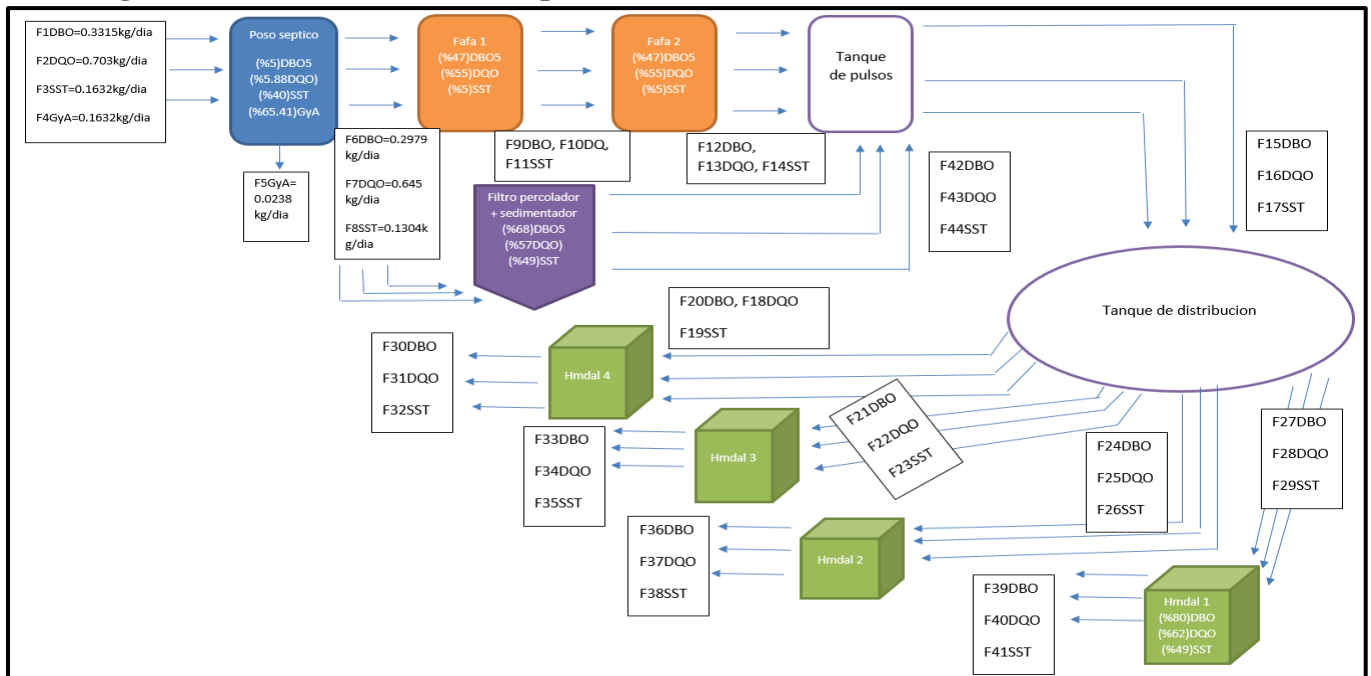 F1DBO=0.3315kg/dia
F2DQO=0.703kg/dia
F3SST=0.1632kg/dia
F4GyA=0.1632kg/dia
Poso septico
(%5)DBO5
(%5.88DQO)
(%40)SST
(%65.41)GyA
Fafa 1
(%47)DBO5
(%55)DQO
(%5)SST
Fafa 2
(%47)DBO5
(%55)DQO
(%5)SST
Tanque
de pulsos
F5GyA=
0.0238
kg/dia
F6DBO=0.2979
kg/dia
F7DQO=0.645
kg/dia
F8SST=0.1304k
g/dia
F9DBO, F10DQ,
F11SST
F12DBO,
F13DQO, F14SST
F42DBO
F43DQO
F44SST
F15DBO
F16DQO
F17SST
Filtro percolador
+ sedimentador
(%68)DBO5
(%57DQO)
(%49)SST
Tanque de distribucion
F20DBO, F18DQO
F19SST
F30DBO
F31DQO
F32SST
Hmdal 4
F21DBO
F22DQO
F23SST
F33DBO
F34DQO
F35SST
Hmdal 3
F24DBO
F25DQO
F26SST
F27DBO
F28DQO
F29SST
F36DBO
F37DQO
F38SST
Hmdal 2
F39DBO
F40DQO
F41SST
Hmdal 1
(%80)DBO
(%62)DQO
(%49)SST